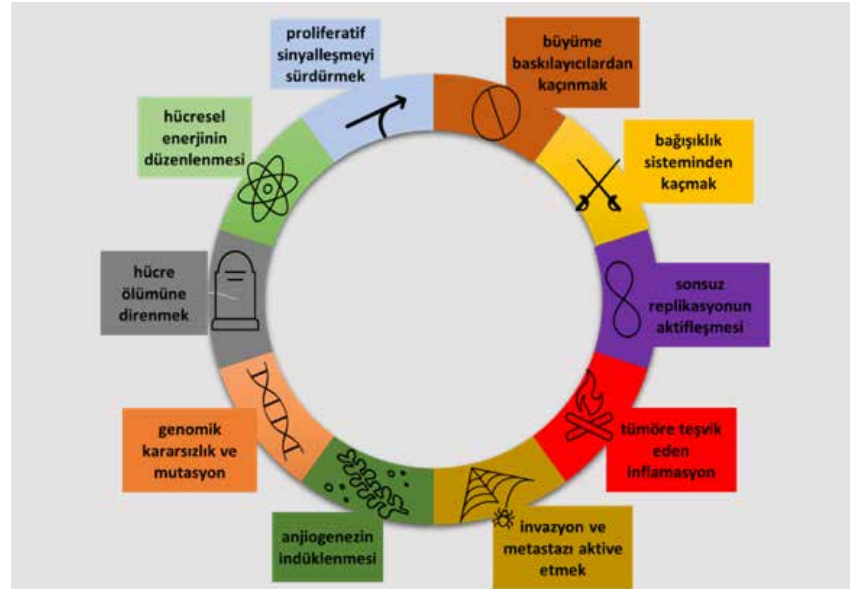 proliferatif
sinyalleşmeyi
sürdürmek
büyüme
baskılayıcılardan
kaçınmak
bağışıklık
sisteminden
kaçmak
sonsuz
replikasyonun
aktifleşmesi
tümöre teşvik
eden
inflamasyon
invazyon ve
metastazı aktive
etmek
anjiogenezin
indüklenmesi
genomik
kararsızlık ve
mutasyon
hücre
ölümüne
direnmek
hücresel
enerjinin
düzenlenmesi